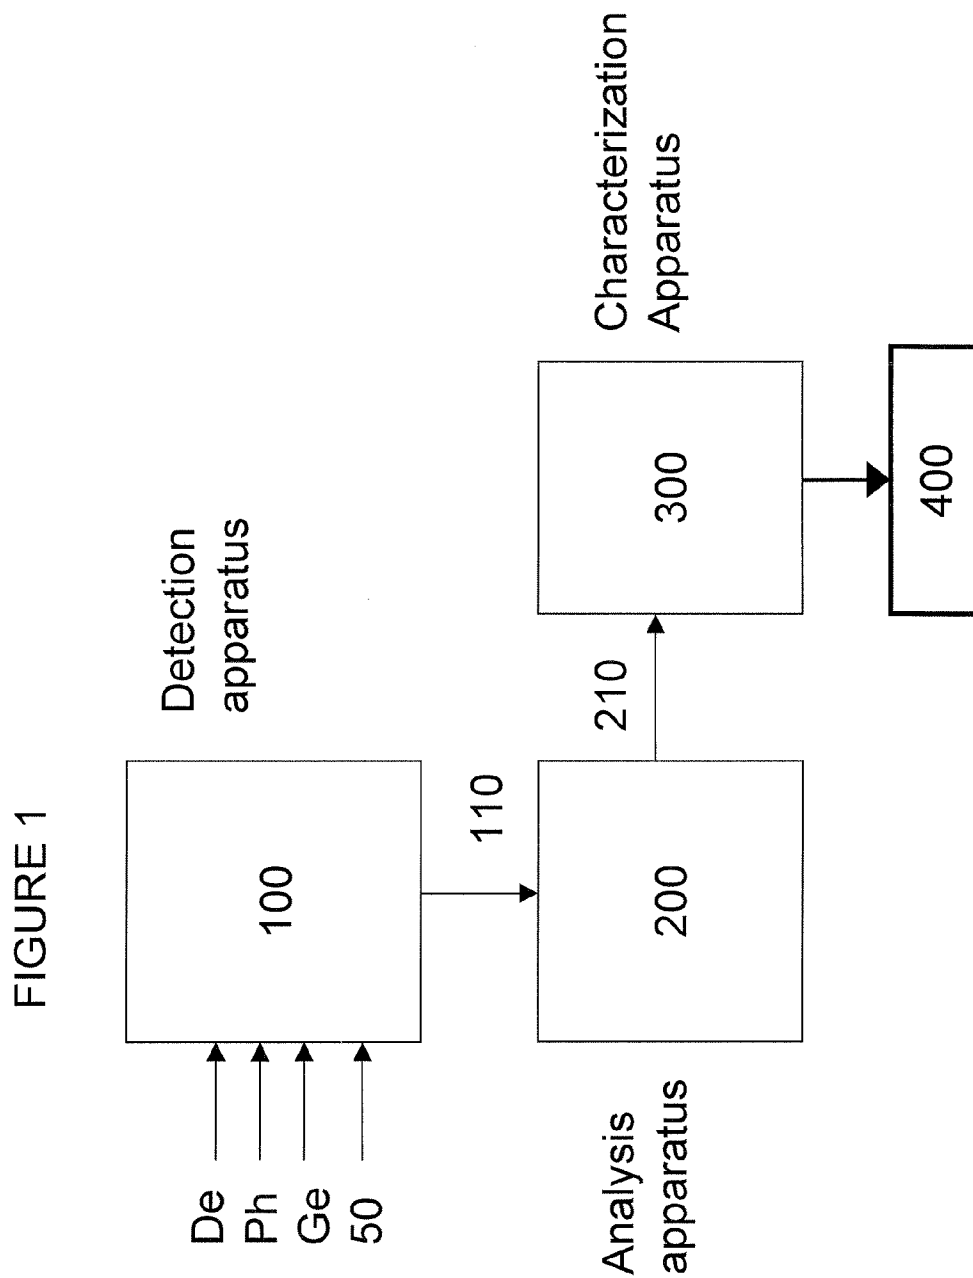 FIGURE 1
De
Ph
Ge
50
100
Detection
apparatus
110
Analysis
apparatus
200
210
300
Characterization
Apparatus
400